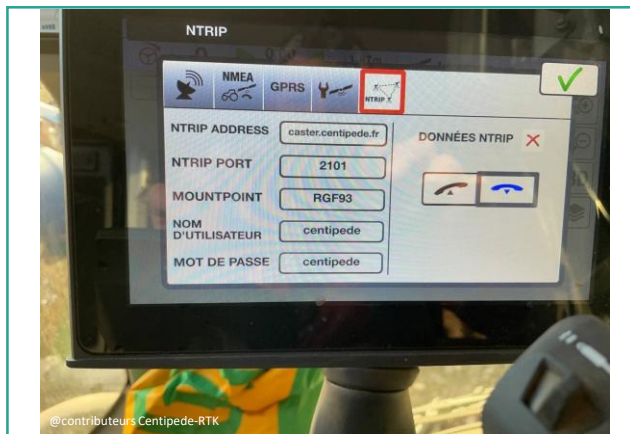 NTRIP
NMEA
GPRS
NTRIP
NTRIP ADDRESS
caster.centipede.fr
DONNÉES NTRIP
NTRIP PORT
2101
MOUNTPOINT
RGF93
NOM
D'UTILISATEUR
centipede
MOT DE PASSE
centipede
@contributeurs Centipede-RTK